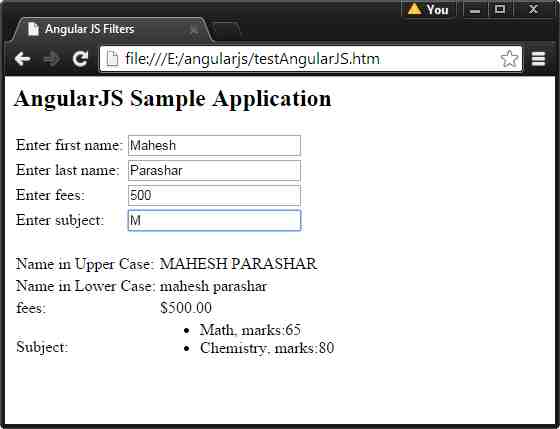 You
Angular JS Filters
file:///E:/angularjs/testAngularJS.htm
AngularJS Sample Application
Enter first name: Mahesh
Enter last name: Parashar
Enter fees: 500
Enter subject: M
Name in Upper Case: MAHESH PARASHAR
Name in Lower Case: mahesh parashar
fees: $500.00
Subject:
• Math, marks:65
• Chemistry, marks:80